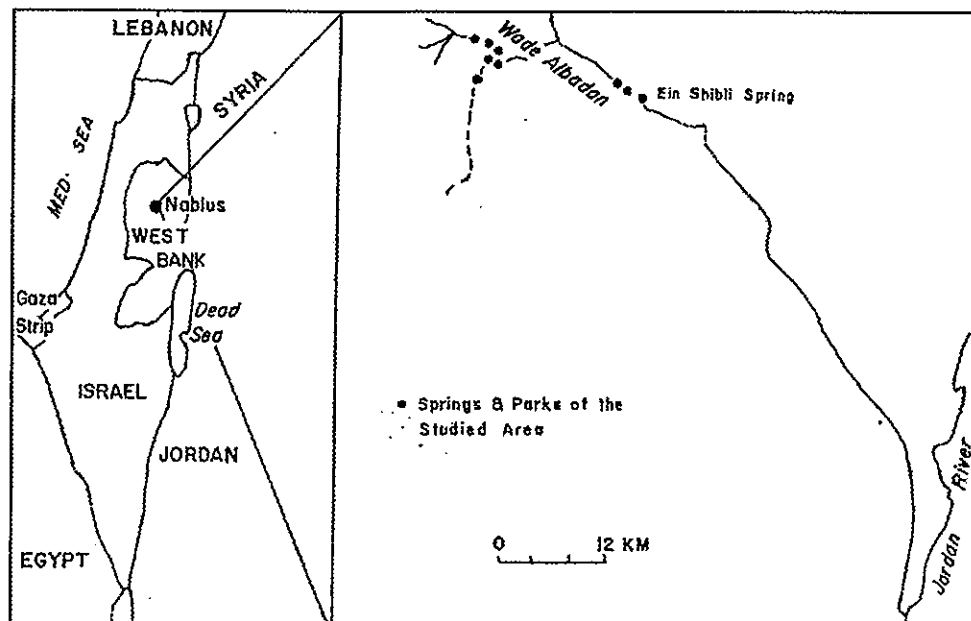 LEBANON
SYRIA
MED· SEA
Nablus
WEST
BANK
Gaza
Strip
Dead
Sea
ISRAEL
JORDAN
EGYPT
Wade Albadan
Ein Shibli Spring
• Springs & Parks of the
Studied Area
0 12 KM
Jordan River